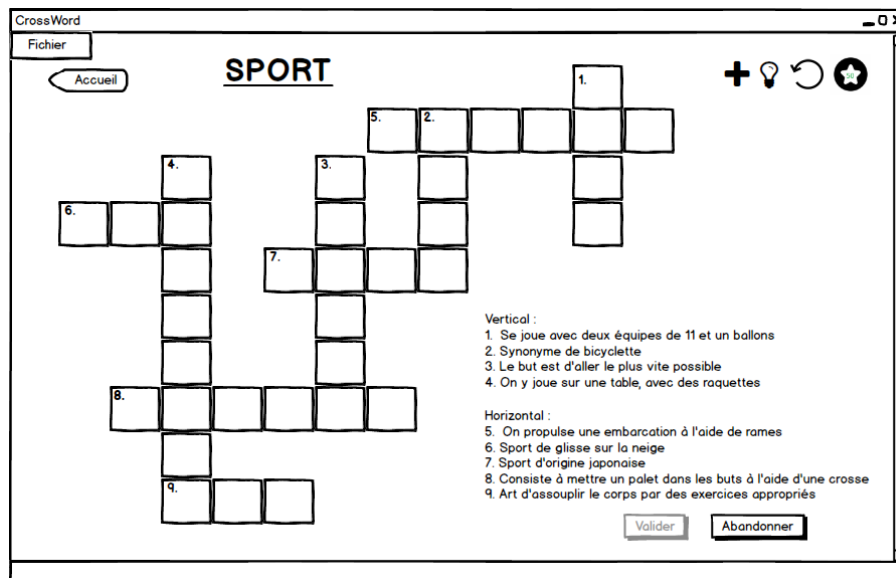 CrossWord
Fichier
Accueil
SPORT
1.
5.
2.
4.
3.
6.
7.
Vertical :
1. Se joue avec deux équipes de 11 et un ballons
2. Synonyme de bicyclette
3. Le but est d'aller le plus vite possible
4. On y joue sur une table, avec des raquettes
8.
Horizontal :
5. On propulse une embarcation à l'aide de rames
6. Sport de glisse sur la neige
7. Sport d'origine japonaise
8. Consiste à mettre un palet dans les buts à l'aide d'une crosse
9. Art d'assouplir le corps par des exercices appropriés
9.
Valider
Abandonner